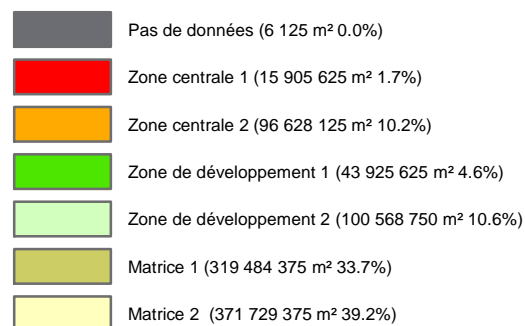 Pas de données (6 125 m² 0.0%)
Zone centrale 1 (15 905 625 m² 1.7%)
Zone centrale 2 (96 628 125 m² 10.2%)
Zone de développement 1 (43 925 625 m² 4.6%)
Zone de développement 2 (100 568 750 m² 10.6%)
Matrice 1 (319 484 375 m² 33.7%)
Matrice 2  (371 729 375 m² 39.2%)